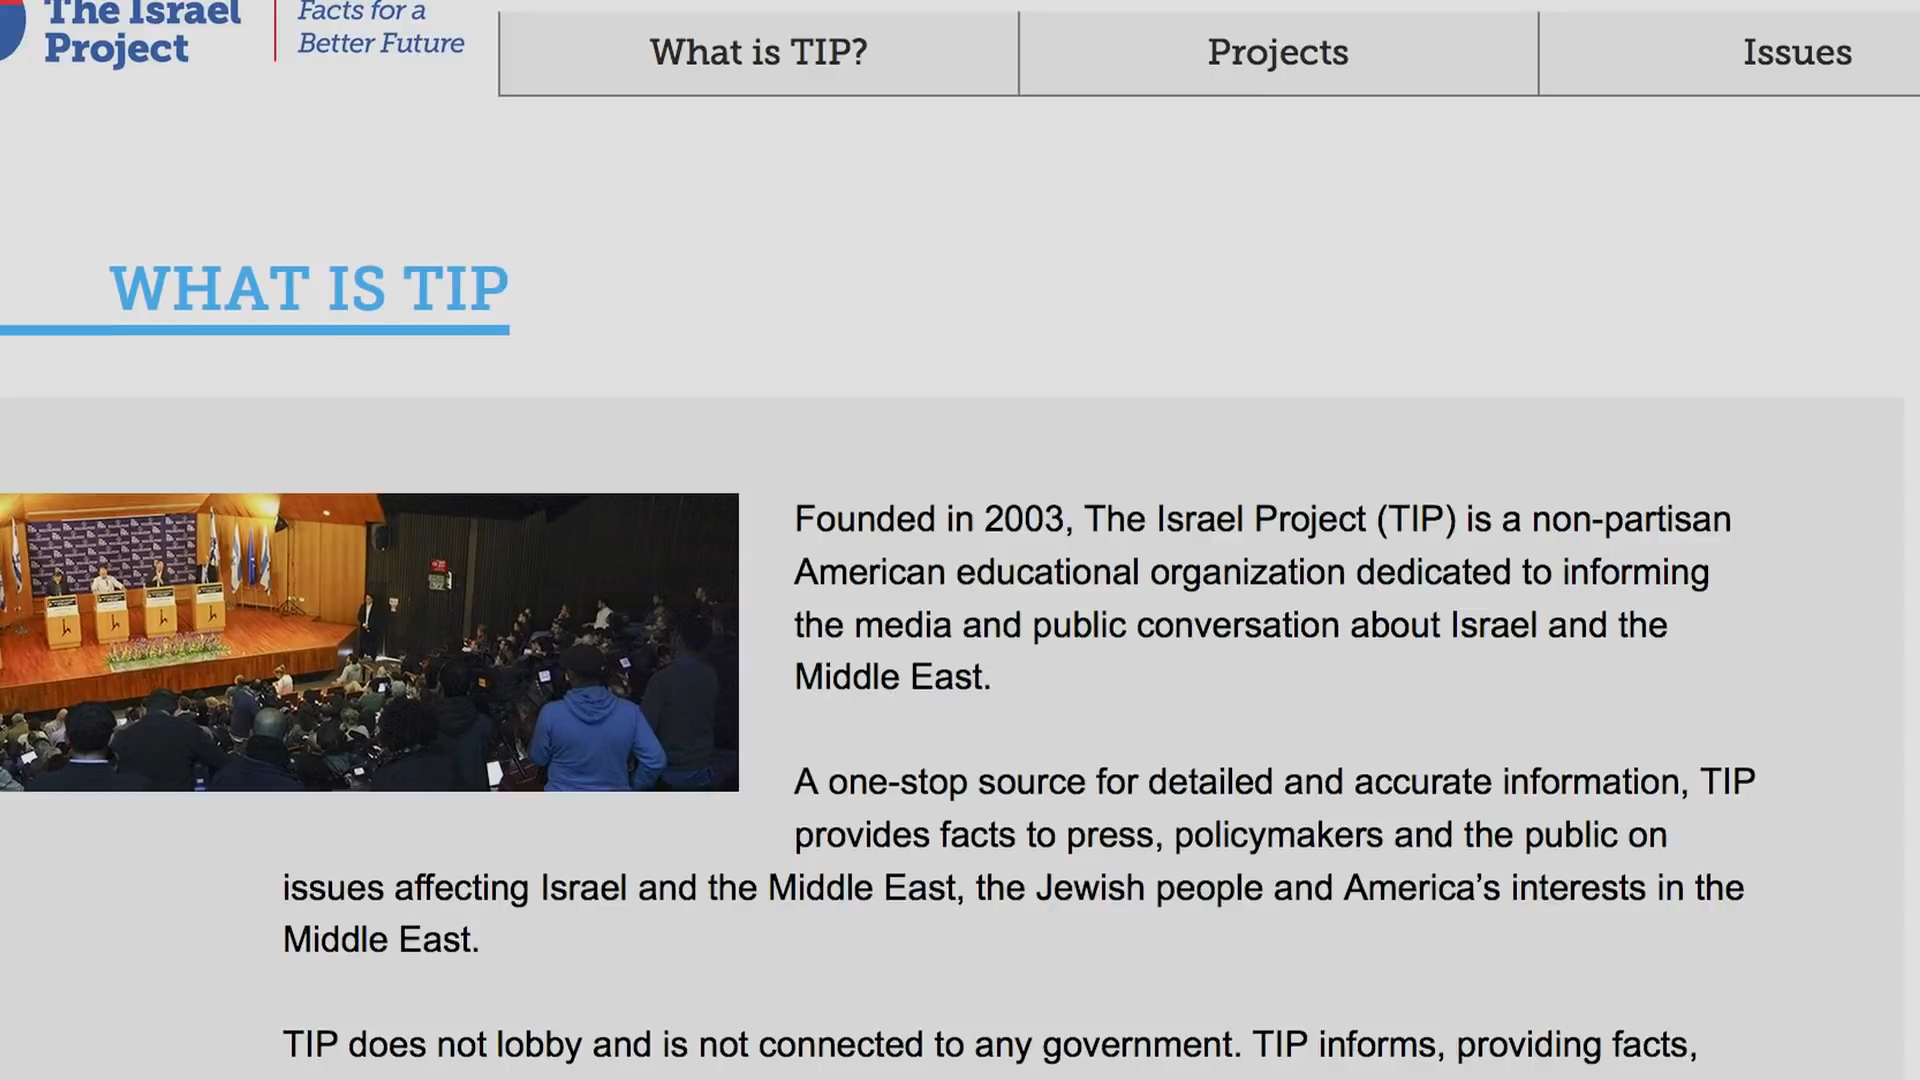 The Israel
Project
Facts for a
Better Future
What is TIP?
Projects
Issues
WHAT IS TIP
Founded in 2003, The Israel Project (TIP) is a non-partisan
American educational organization dedicated to informing
the media and public conversation about Israel and the
Middle East.
A one-stop source for detailed and accurate information, TIP
provides facts to press, policymakers and the public on
issues affecting Israel and the Middle East, the Jewish people and America’s interests in the
Middle East.
TIP does not lobby and is not connected to any government. TIP informs, providing facts,